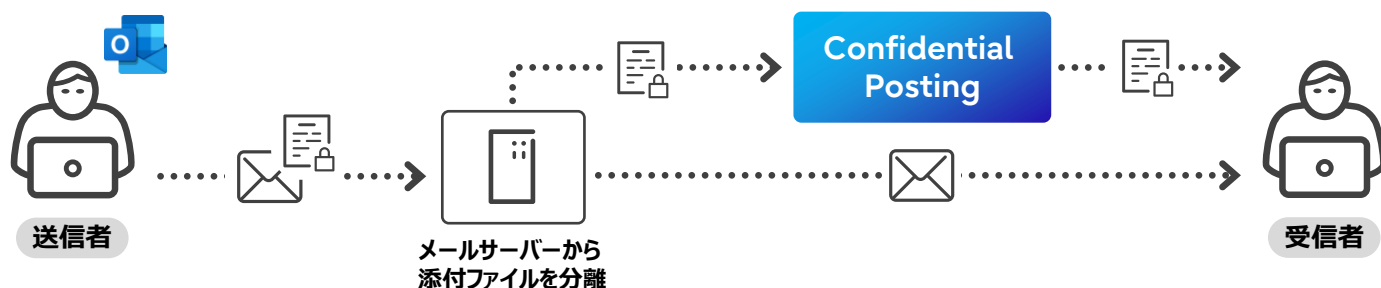 O
Confidential
Posting
送信者
メールサーバーから
添付ファイルを分離
受信者